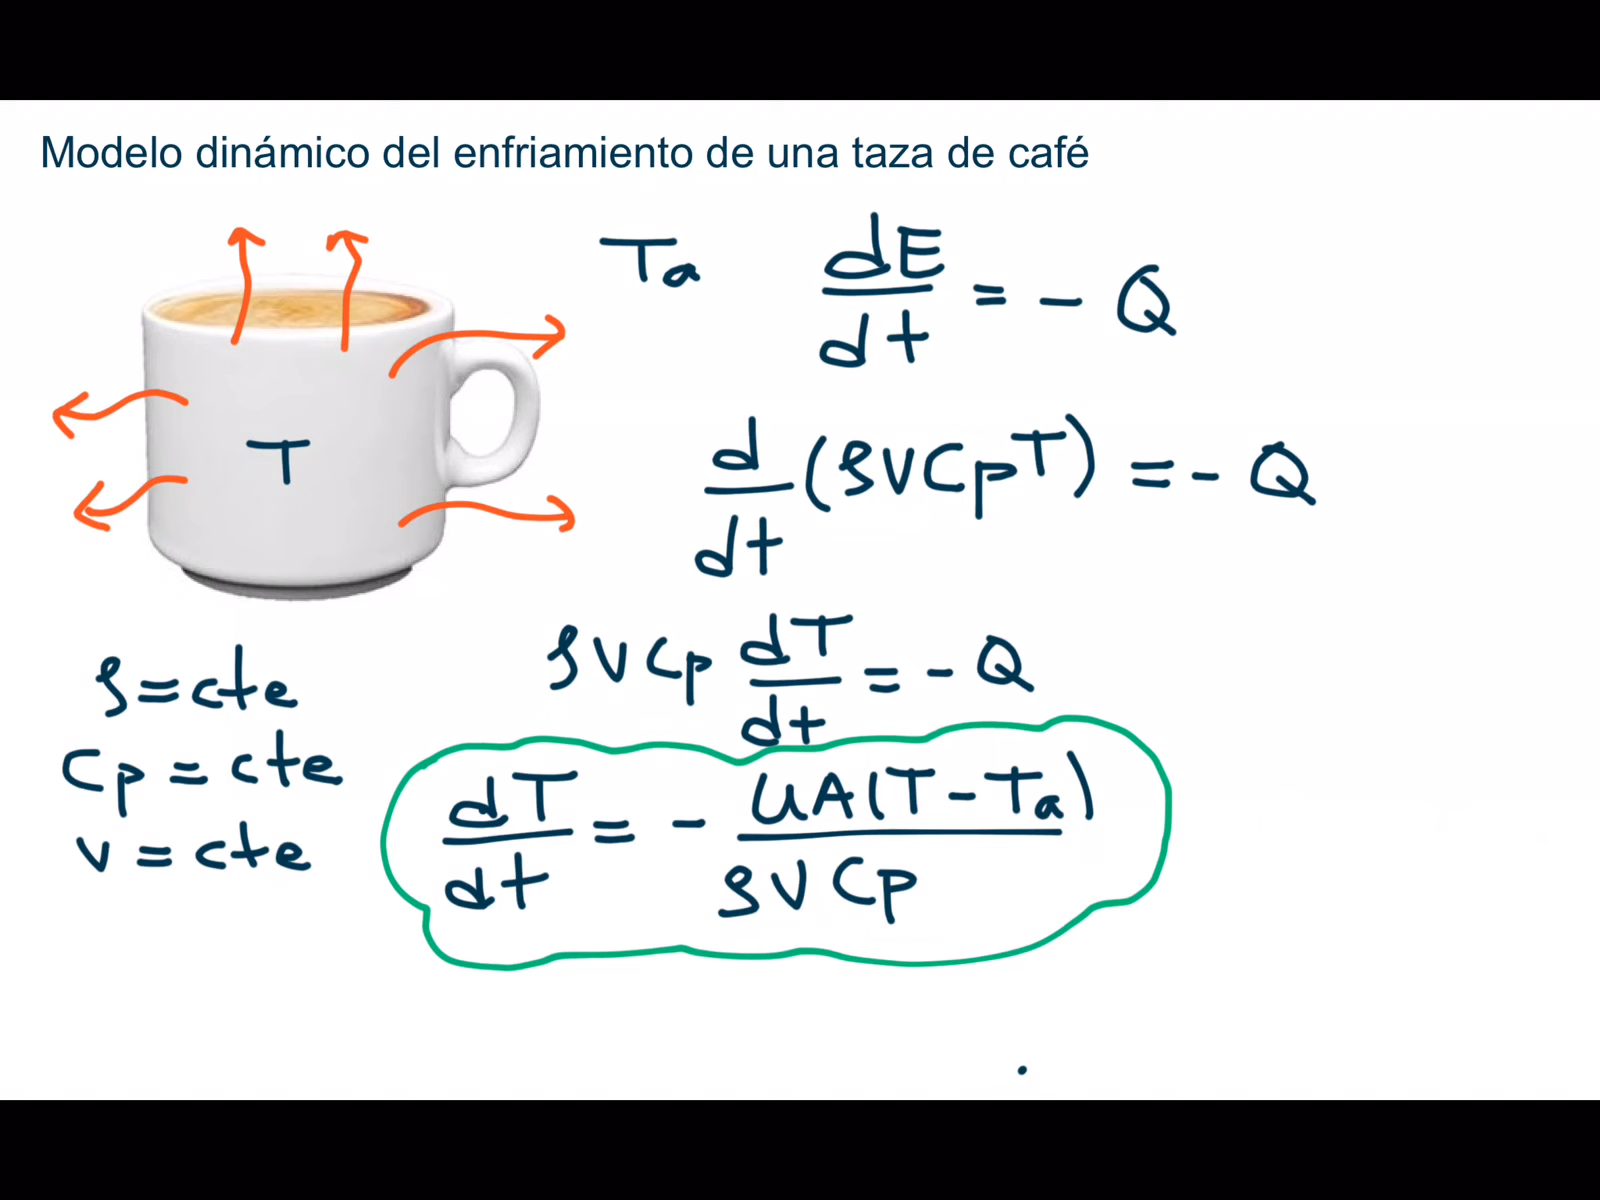 Modelo dinámico del enfriamiento de una taza de café
Ta
dE/dt = - Q
T
d/dt (ρVCpT) = - Q
ρVCp dT/dt = - Q
ρ = cte
Cp = cte
V = cte
dT/dt = - UA(T - Ta)/ρVCp